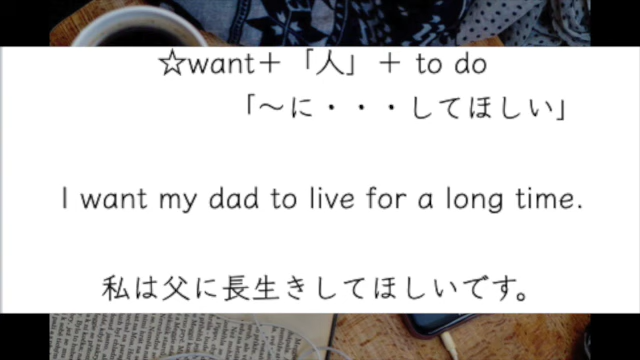 ☆want＋「人」＋ to do
「～に・・・してほしい」
I want my dad to live for a long time.
私は父に長生きしてほしいです。